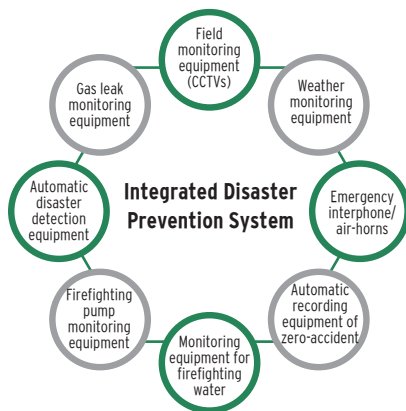 Field
monitoring
equipment
(CCTVs)
Weather
monitoring
equipment
Emergency
interphone/
air-horns
Automatic
recording
equipment of
zero-accident
Monitoring
equipment for
firefighting
water
Firefighting
pump
monitoring
equipment
Automatic
disaster
detection
equipment
Gas leak
monitoring
equipment
Integrated Disaster
Prevention System